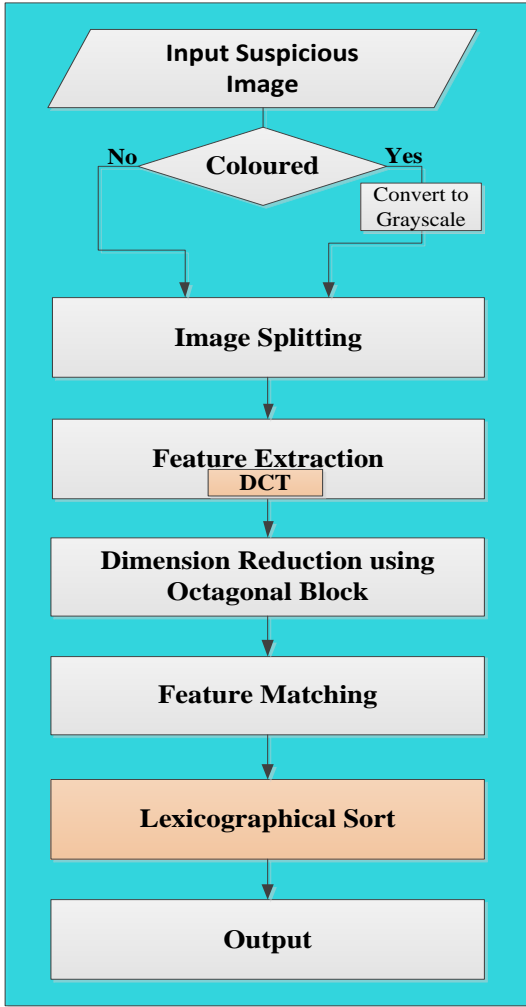 Input Suspicious
Image
No
Coloured
Yes
Convert to
Grayscale
Image Splitting
Feature Extraction
DCT
Dimension Reduction using
Octagonal Block
Feature Matching
Lexicographical Sort
Output